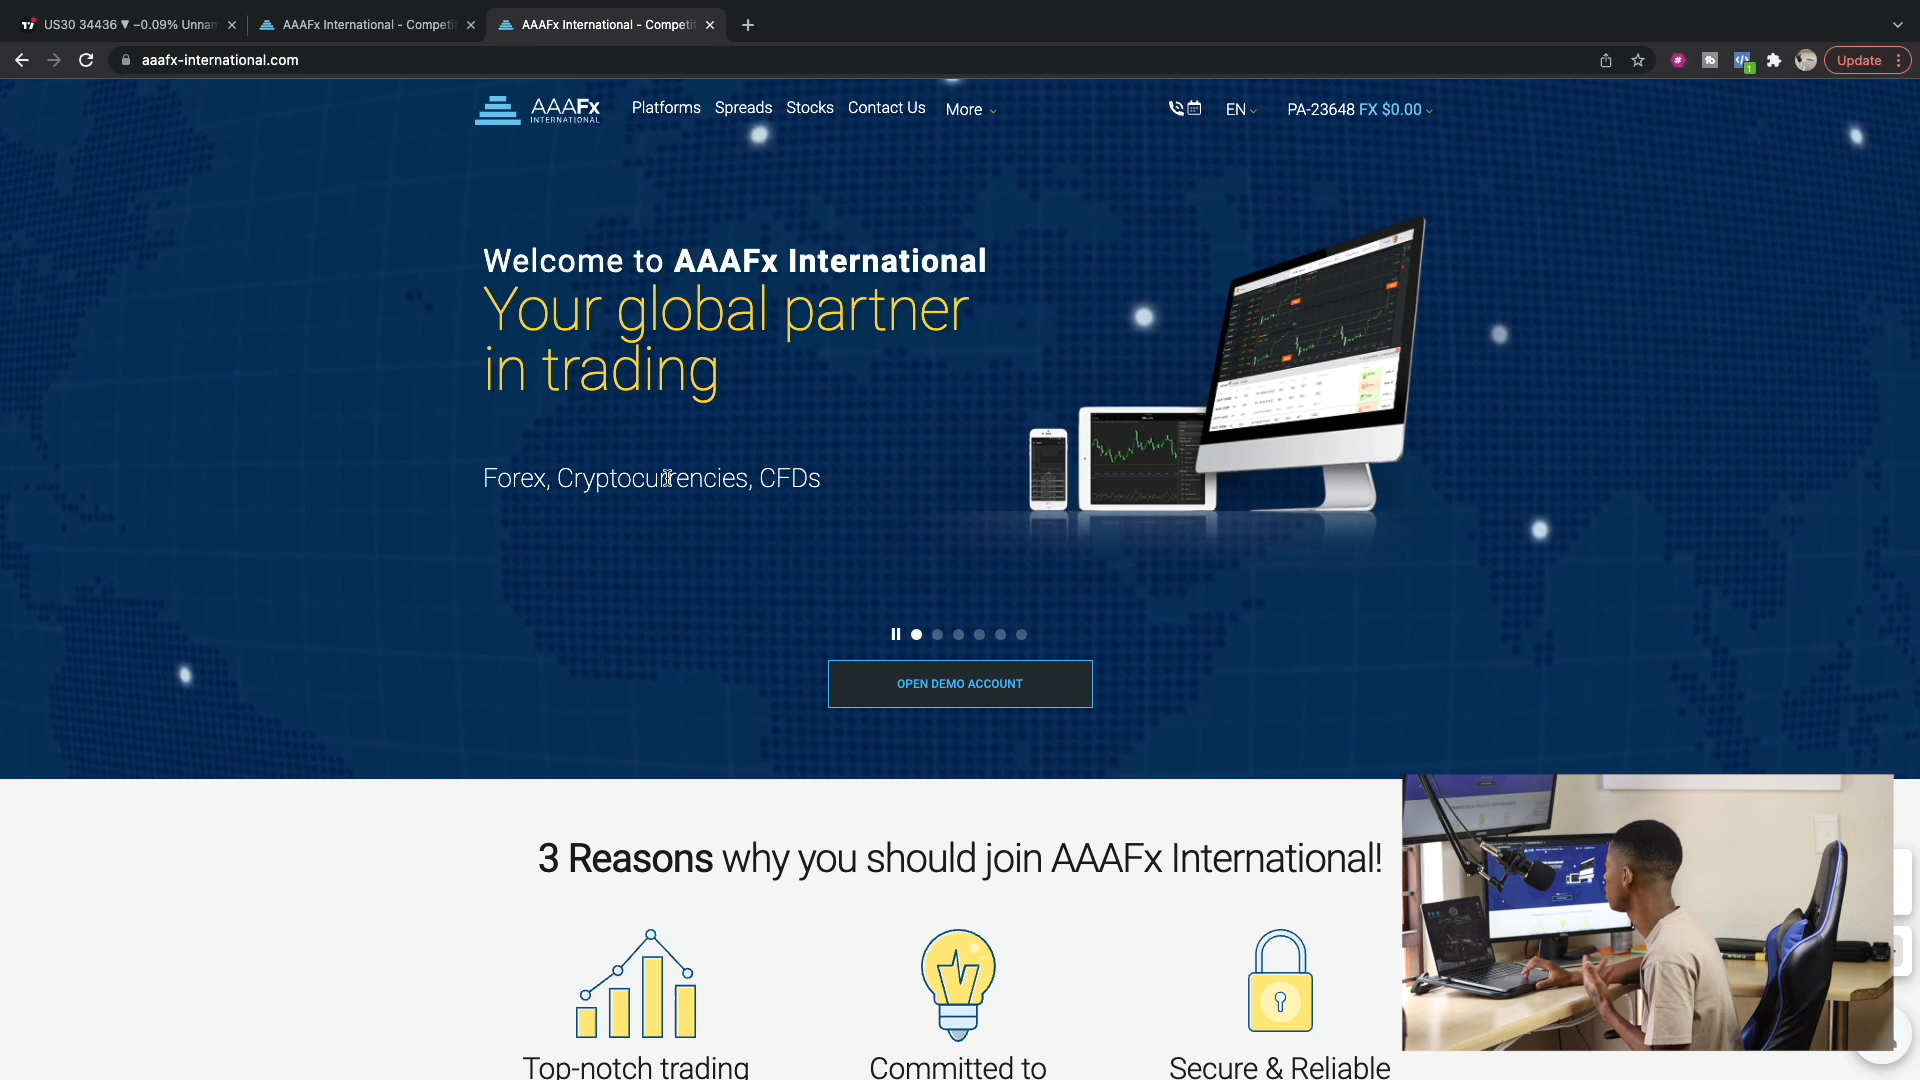 US30 34436 ▼ −0.09% Unnam
AAAFx International - Competit
AAAFx International - Competit
aaafx-international.com
Update
1
AAAFx
INTERNATIONAL
Platforms
Spreads
Stocks
Contact Us
More
EN
PA-23648 FX $0.00
Welcome to AAAFx International
Your global partner
in trading
Forex, Cryptocurrencies, CFDs
OPEN DEMO ACCOUNT
3 Reasons why you should join AAAFx International!
Top-notch trading
Committed to
Secure & Reliable